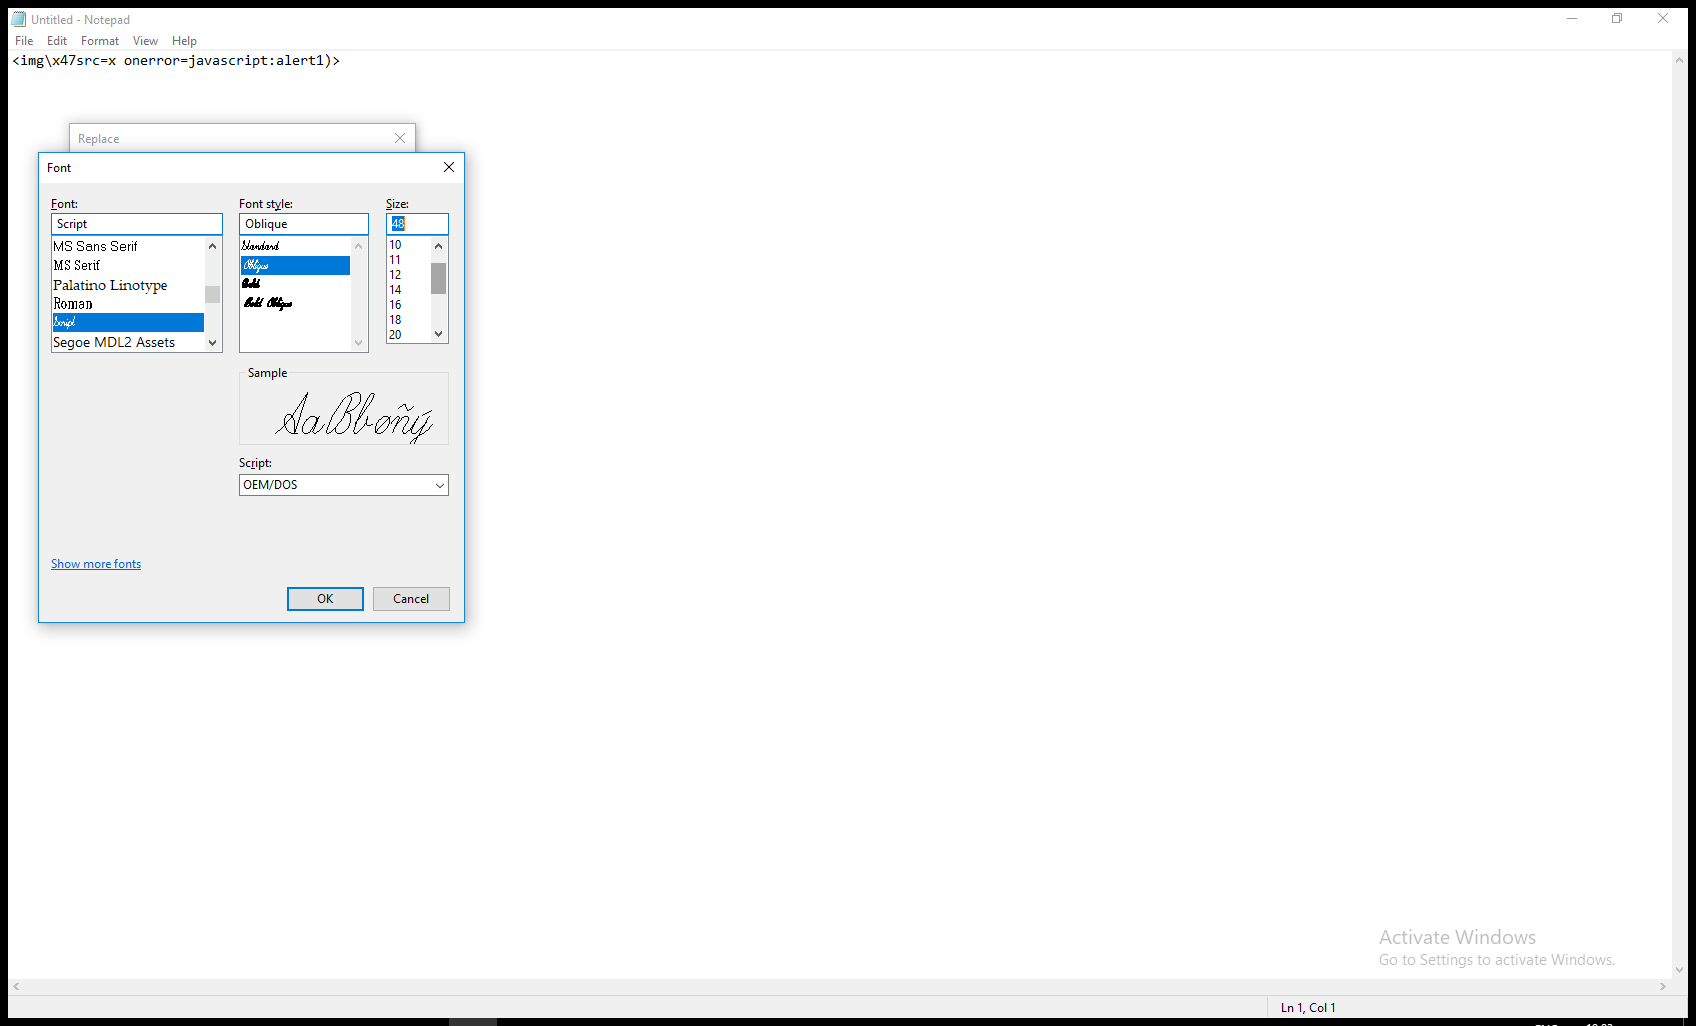 Untitled - Notepad
File Edit Format View Help
<img\x47src=x onerror=javascript:alert1)>
Replace
Font
Font: Font style: Size:
Script Oblique 48
MS Sans Serif
MS Serif
Palatino Linotype
Roman
Script
Segoe MDL2 Assets
Standard
Oblique
Bold
Bold Oblique
10
11
12
14
16
18
20
Sample
AaBbøñý
Script:
OEM/DOS
Show more fonts
OK Cancel
Activate Windows
Go to Settings to activate Windows.
Ln 1, Col 1